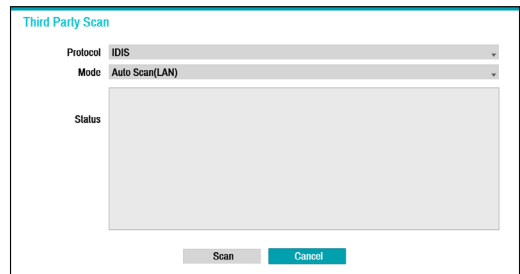 Third Party Scan
Protocol IDIS
Mode Auto Scan(LAN)
Status
Scan Cancel